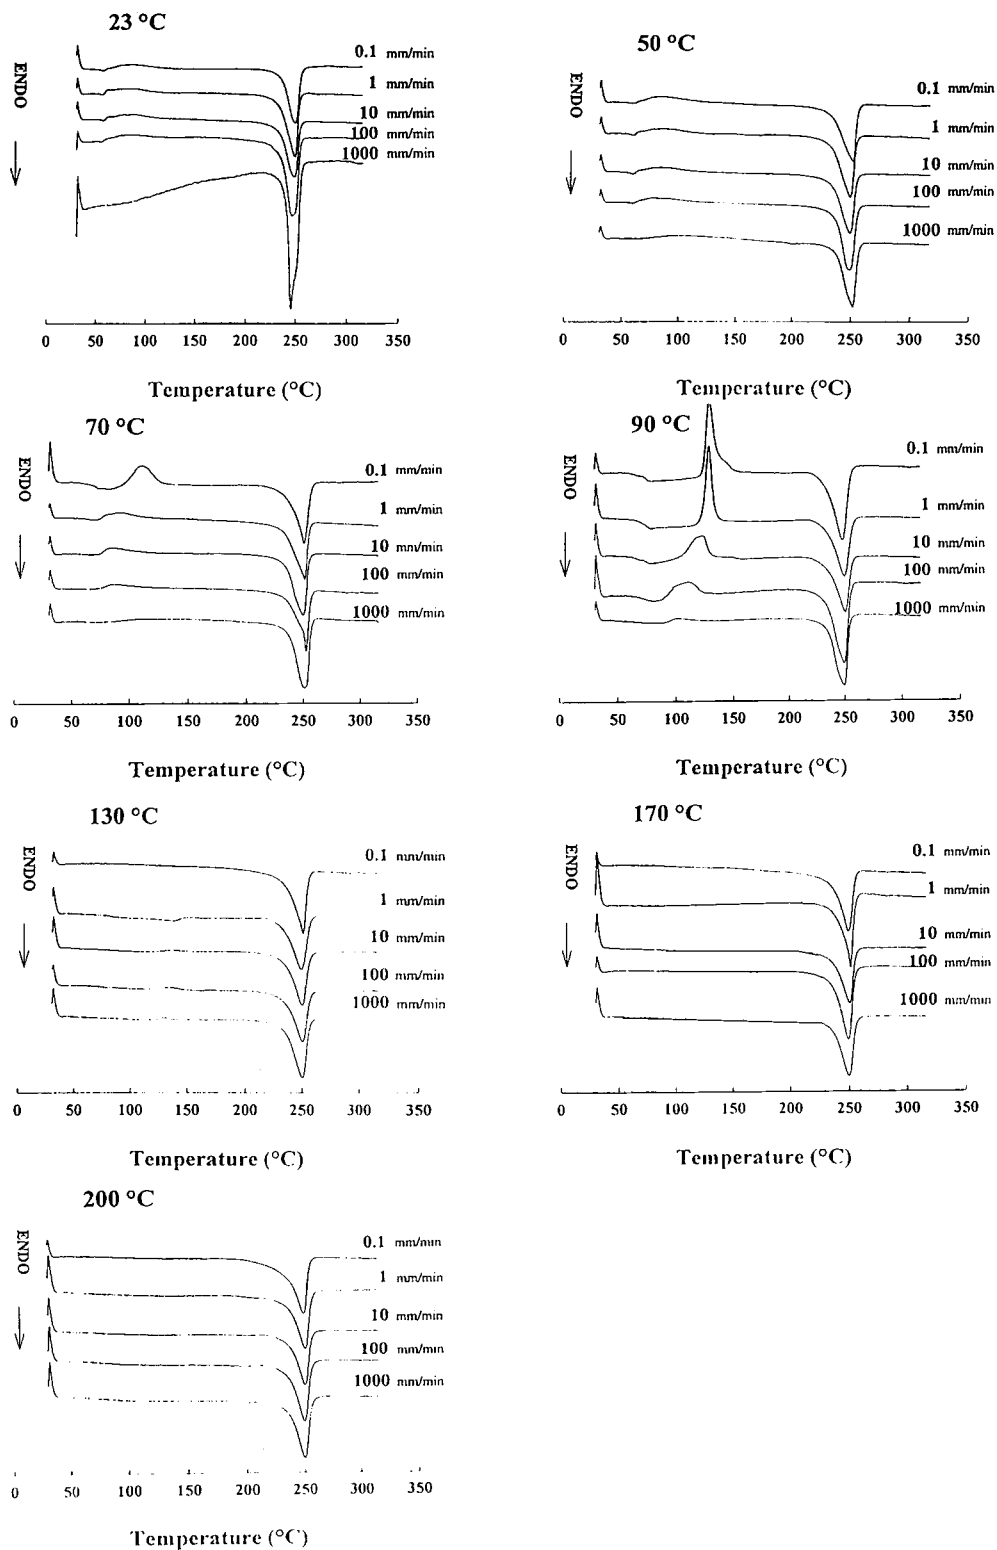 23 °C
ENDO
0.1 mm/min
1 mm/min
10 mm/min
100 mm/min
1000 mm/min
0 50 100 150 200 250 300 350
Temperature (°C)
50 °C
ENDO
0.1 mm/min
1 mm/min
10 mm/min
100 mm/min
1000 mm/min
0 50 100 150 200 250 300 350
Temperature (°C)
70 °C
ENDO
0.1 mm/min
1 mm/min
10 mm/min
100 mm/min
1000 mm/min
0 50 100 150 200 250 300 350
Temperature (°C)
90 °C
ENDO
0.1 mm/min
1 mm/min
10 mm/min
100 mm/min
1000 mm/min
0 50 100 150 200 250 300 350
Temperature (°C)
130 °C
ENDO
0.1 mm/min
1 mm/min
10 mm/min
100 mm/min
1000 mm/min
0 50 100 150 200 250 300 350
Temperature (°C)
170 °C
ENDO
0.1 mm/min
1 mm/min
10 mm/min
100 mm/min
1000 mm/min
0 50 100 150 200 250 300 350
Temperature (°C)
200 °C
ENDO
0.1 mm/min
1 mm/min
10 mm/min
100 mm/min
1000 mm/min
0 50 100 150 200 250 300 350
Temperature (°C)